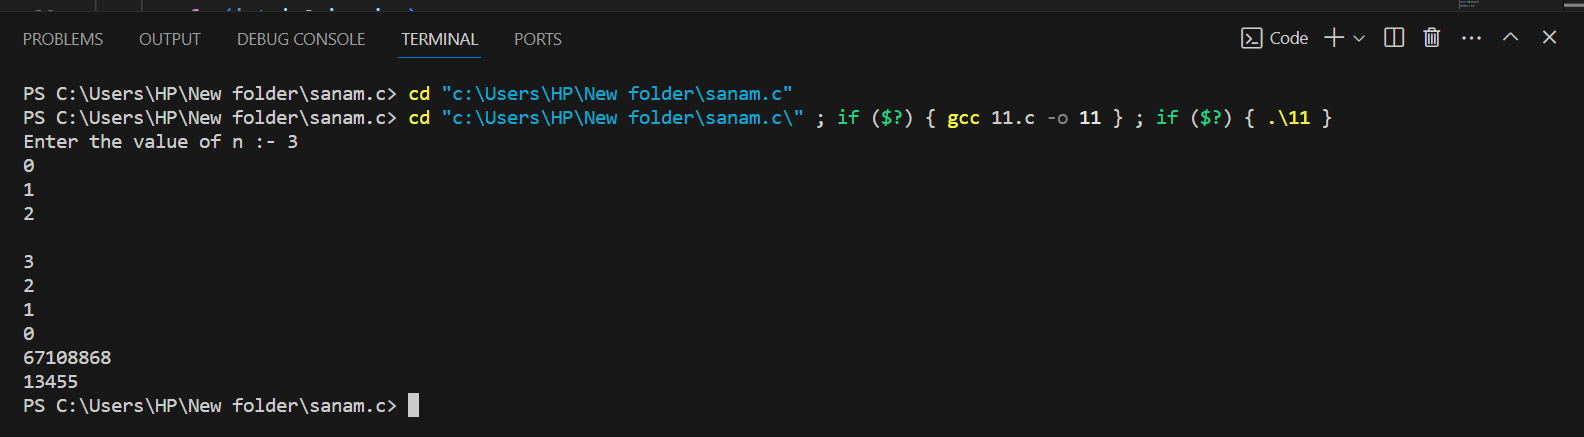 PROBLEMS OUTPUT DEBUG CONSOLE TERMINAL PORTS Code
PS C:\Users\HP\New folder\sanam.c> cd "c:\Users\HP\New folder\sanam.c"
PS C:\Users\HP\New folder\sanam.c> cd "c:\Users\HP\New folder\sanam.c\" ; if ($?) { gcc 11.c -o 11 } ; if ($?) { .\11 }
Enter the value of n :- 3
0
1
2

3
2
1
0
67108868
13455
PS C:\Users\HP\New folder\sanam.c>